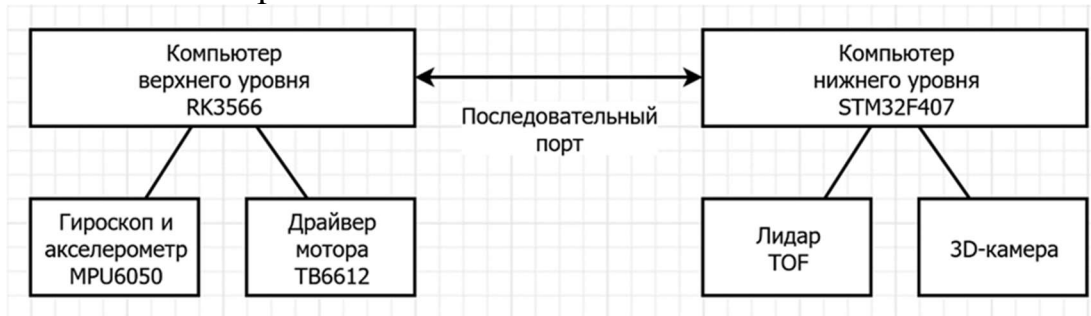 Компьютер
верхнего уровня
RK3566
Последовательный
порт
Компьютер
нижнего уровня
STM32F407
Гироскоп и
акселерометр
MPU6050
Драйвер
мотора
TB6612
Лидар
TOF
3D-камера